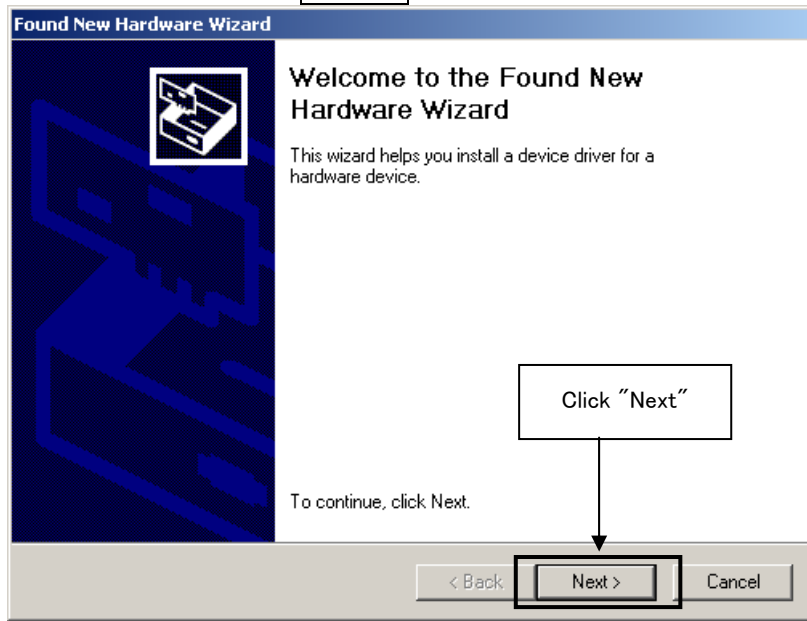 Found New Hardware Wizard
Welcome to the Found New
Hardware Wizard
This wizard helps you install a device driver for a
hardware device.
Click "Next"
To continue, click Next.
< Back
Next >
Cancel